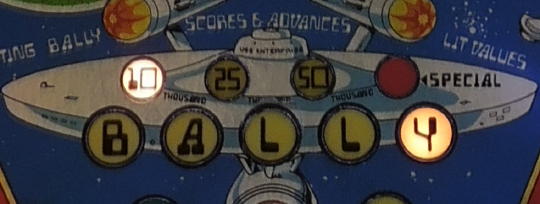 SCORES & ADVANCES
TING BALLY
LIT VALUES
USS ENTERPRISE
10 25 50 ◄SPECIAL
THOUSAND THOUSAND
B A L L Y